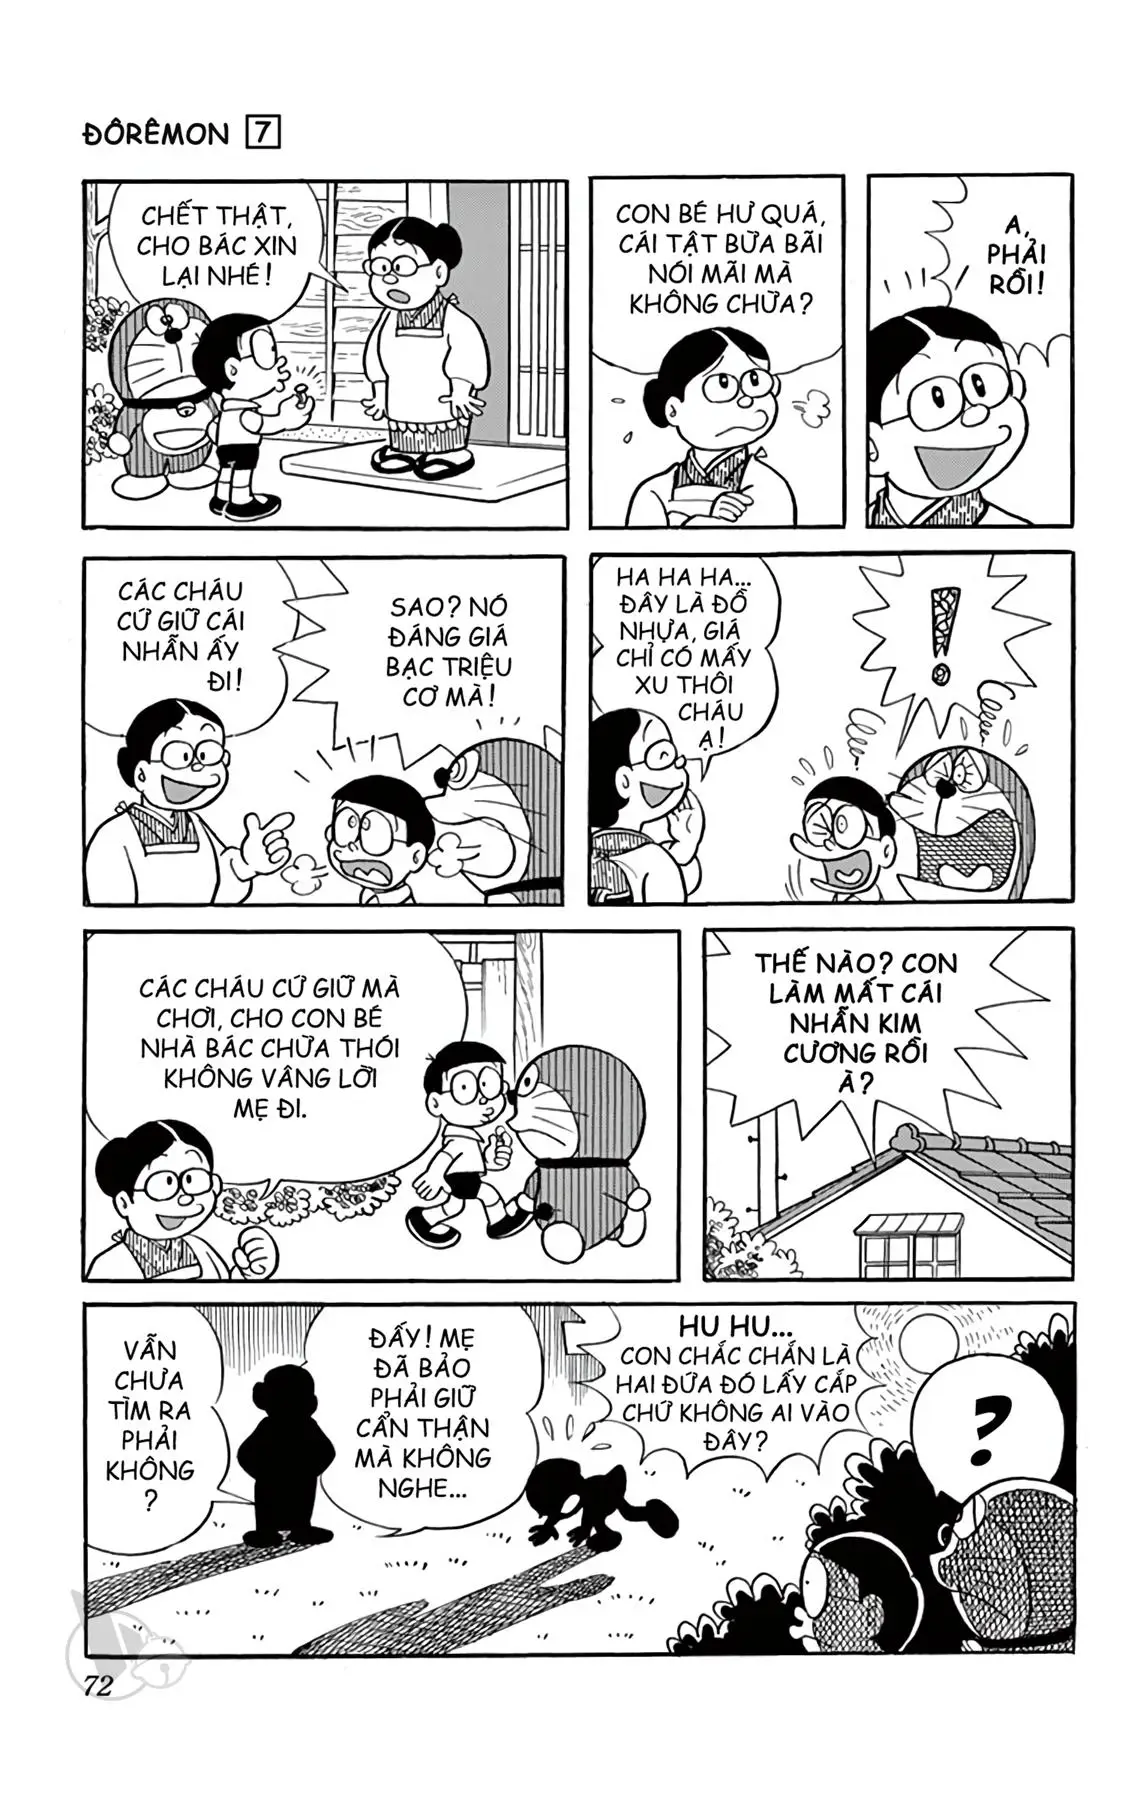 ĐÔRÊMON 7
CHẾT THẬT,
CHO BÁC XIN
LẠI NHÉ!
CON BÉ HƯ QUÁ,
CÁI TẬT BỪA BÃI
NÓI MÃI MÀ
KHÔNG CHỮA?
A,
PHẢI
RỒI!
CÁC CHÁU
CỨ GIỮ CÁI
NHẪN ẤY
ĐI!
SAO? NÓ
ĐÁNG GIÁ
BẠC TRIỆU
CƠ MÀ!
HA HA HA...
ĐÂY LÀ ĐỒ
NHỰA, GIÁ
CHỈ CÓ MẤY
XU THÔI
CHÁU
Ạ!
!
CÁC CHÁU CỨ GIỮ MÀ
CHƠI, CHO CON BÉ
NHÀ BÁC CHỪA THÓI
KHÔNG VÂNG LỜI
MẸ ĐI.
THẾ NÀO? CON
LÀM MẤT CÁI
NHẪN KIM
CƯƠNG RỒI
À?
VẪN
CHƯA
TÌM RA
PHẢI
KHÔNG
?
ĐẤY! MẸ
ĐÃ BẢO
PHẢI GIỮ
CẨN THẬN
MÀ KHÔNG
NGHE...
HU HU...
CON CHẮC CHẮN LÀ
HAI ĐỨA ĐÓ LẤY CẮP
CHỨ KHÔNG AI VÀO
ĐÂY?
?
72